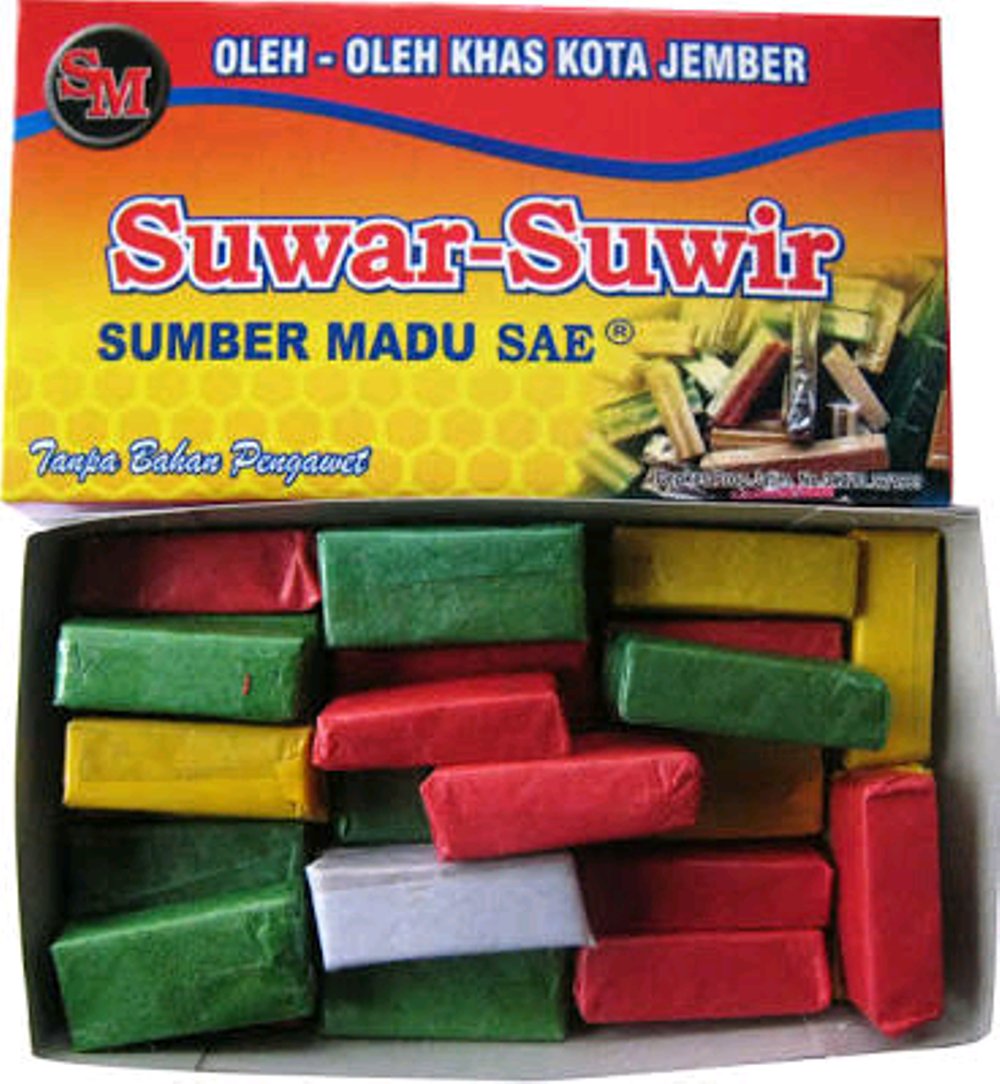 SM
OLEH - OLEH KHAS KOTA JEMBER
Suwar-Suwir
SUMBER MADU SAE ®
Tanpa Bahan Pengawet